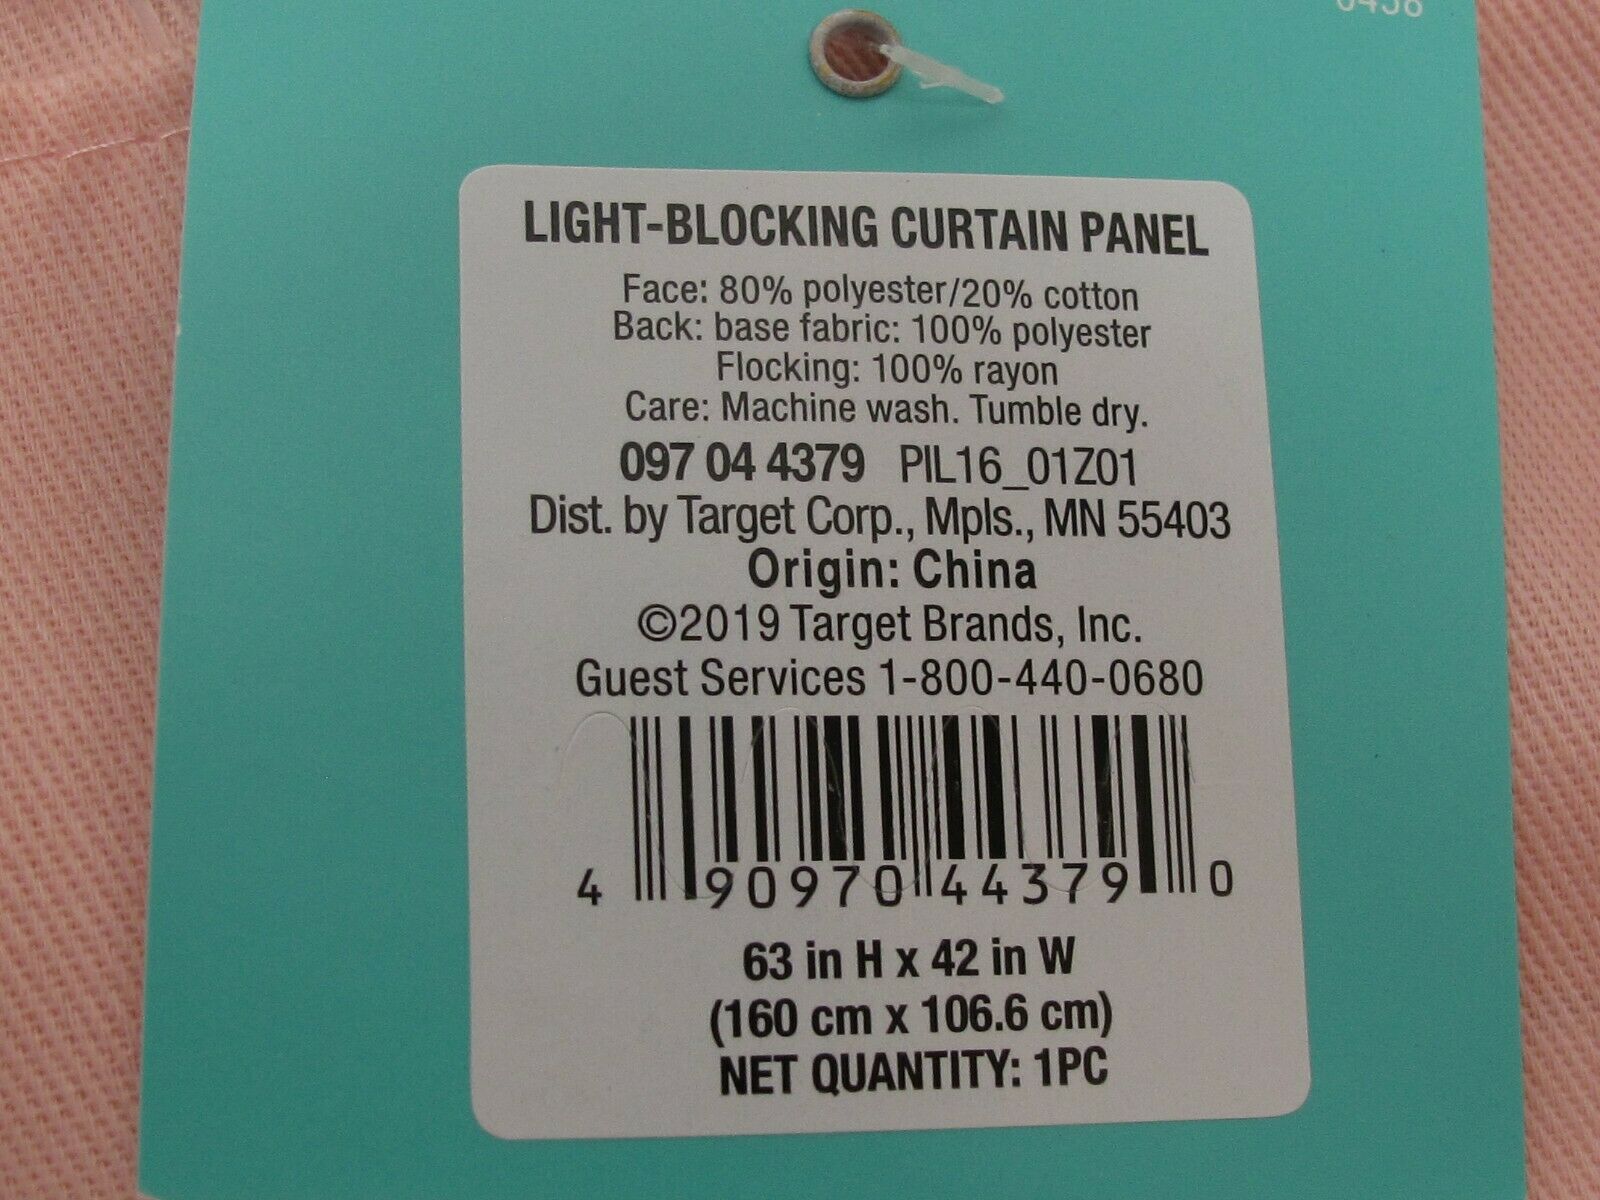 LIGHT-BLOCKING CURTAIN PANEL
Face: 80% polyester/20% cotton
Back: base fabric: 100% polyester
Flocking: 100% rayon
Care: Machine wash. Tumble dry.
097 04 4379 PIL16_01Z01
Dist. by Target Corp., Mpls., MN 55403
Origin: China
©2019 Target Brands, Inc.
Guest Services 1-800-440-0680
4 90970 44379 0
63 in H x 42 in W
(160 cm x 106.6 cm)
NET QUANTITY: 1PC